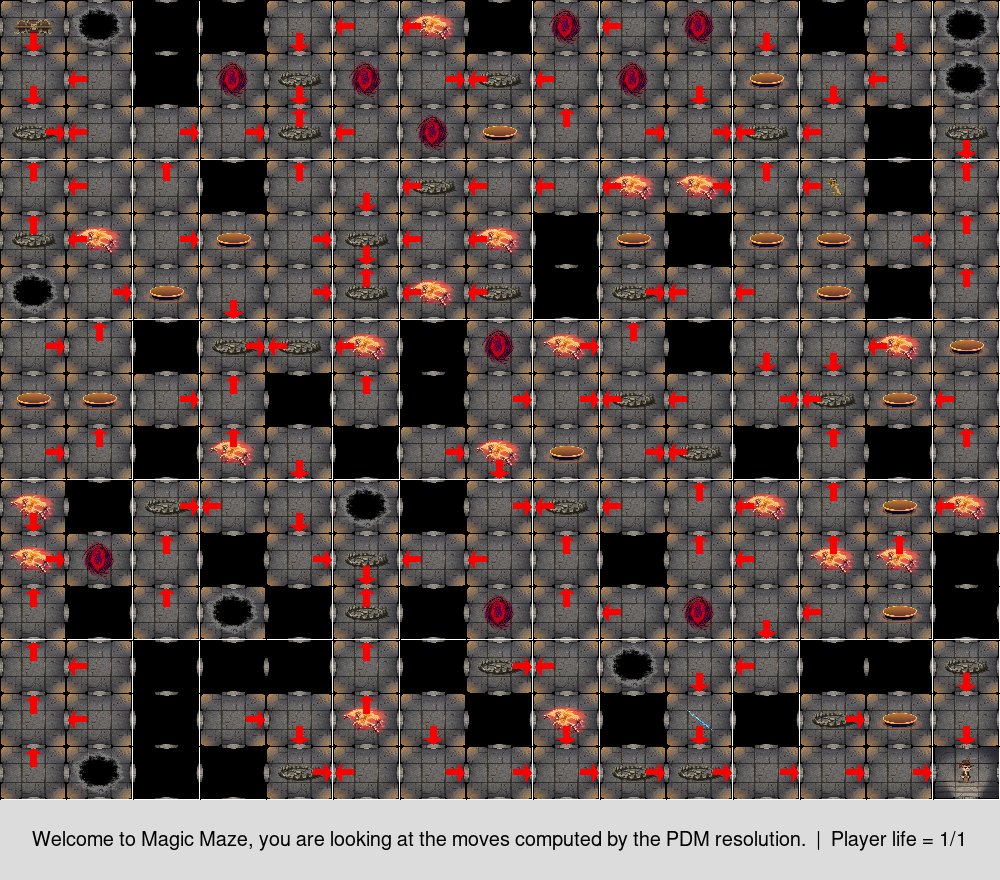 Welcome to Magic Maze, you are looking at the moves computed by the PDM resolution.  |  Player life = 1/1